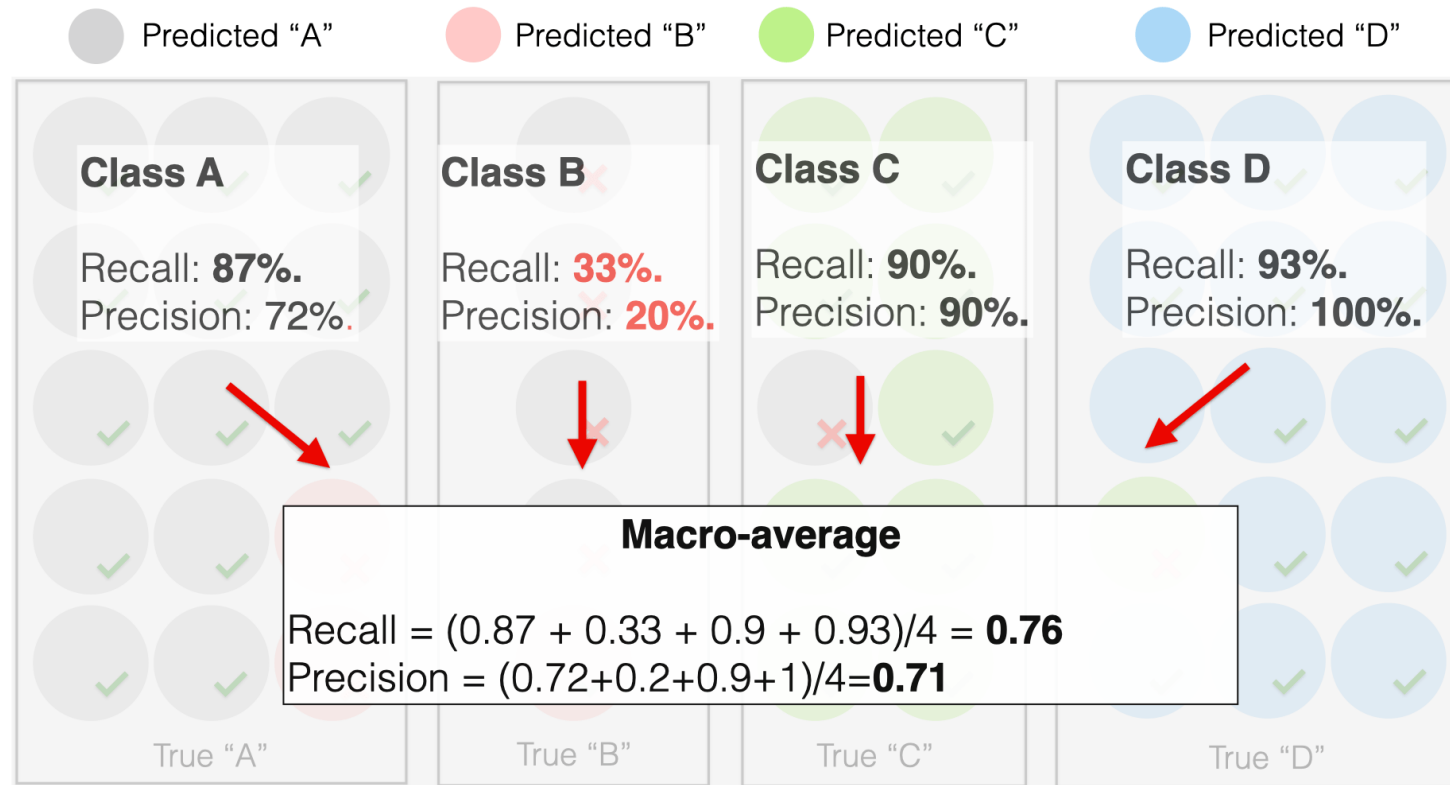 Predicted “A”
Predicted “B”
Predicted “C”
Predicted “D”
Class A
Recall: 87%.
Precision: 72%.
Class B
Recall: 33%.
Precision: 20%.
Class C
Recall: 90%.
Precision: 90%.
Class D
Recall: 93%.
Precision: 100%.
Macro-average
Recall = (0.87 + 0.33 + 0.9 + 0.93)/4 = 0.76
Precision = (0.72+0.2+0.9+1)/4=0.71
True “A”
True “B”
True “C”
True “D”